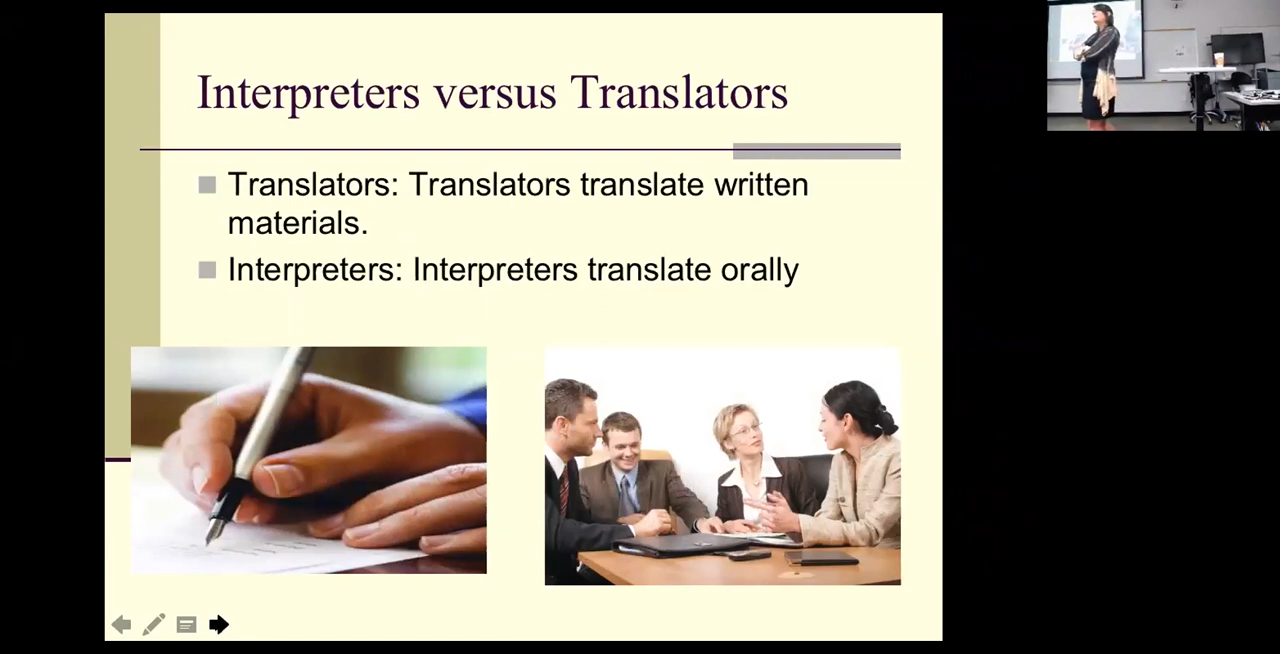 Interpreters versus Translators
Translators: Translators translate written
materials.
Interpreters: Interpreters translate orally